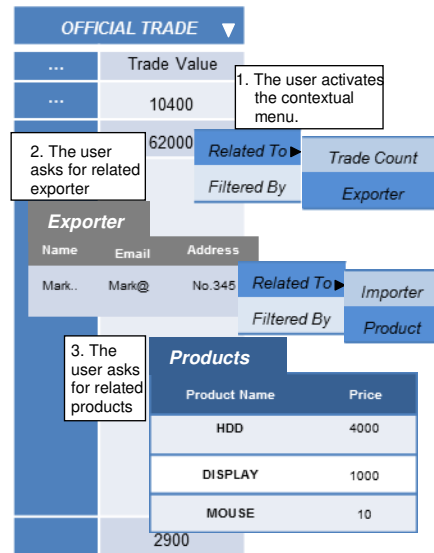 OFFICIAL TRADE ▼
... Trade Value
... 10400
1. The user activates
the contextual
menu.
62000
Related To ▶ Trade Count
Filtered By Exporter
2. The user
asks for related
exporter
Exporter
Name Email Address
Mark.. Mark@ No.345
Related To ▶ Importer
Filtered By Product
3. The
user asks
for related
products
Products
Product Name Price
HDD 4000
DISPLAY 1000
MOUSE 10
2900